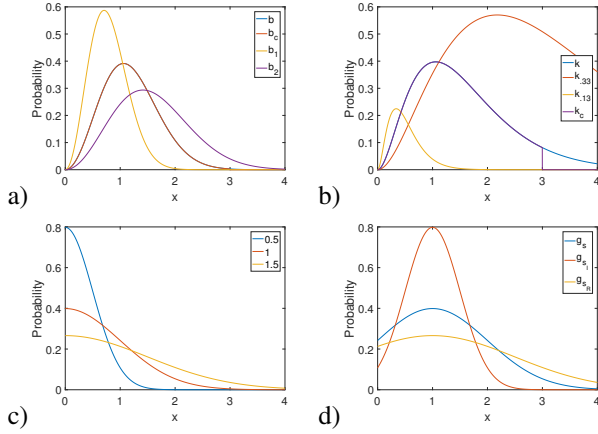 a)
Probability
0.6
0.5
0.4
0.3
0.2
0.1
0
0 1 2 3 4
x
b
b_c
b_1
b_2
b)
Probability
0.6
0.5
0.4
0.3
0.2
0.1
0
0 1 2 3 4
x
k
k_.33
k_.13
k_c
c)
Probability
0.8
0.6
0.4
0.2
0
0 1 2 3 4
x
0.5
1
1.5
d)
Probability
0.8
0.6
0.4
0.2
0
0 1 2 3 4
x
g_s
g_s_I
g_s_R